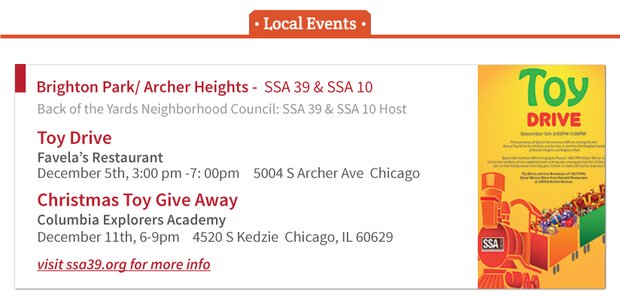 • Local Events •
Brighton Park/ Archer Heights - SSA 39 & SSA 10
Back of the Yards Neighborhood Council: SSA 39 & SSA 10 Host
Toy Drive
Favela's Restaurant
December 5th, 3:00 pm -7: 00pm 5004 S Archer Ave Chicago
Christmas Toy Give Away
Columbia Explorers Academy
December 11th, 6-9pm 4520 S Kedzie Chicago, IL 60629
visit ssa39.org for more info
TOY
DRIVE
December 5th 3:00PM-7:00PM
SSA